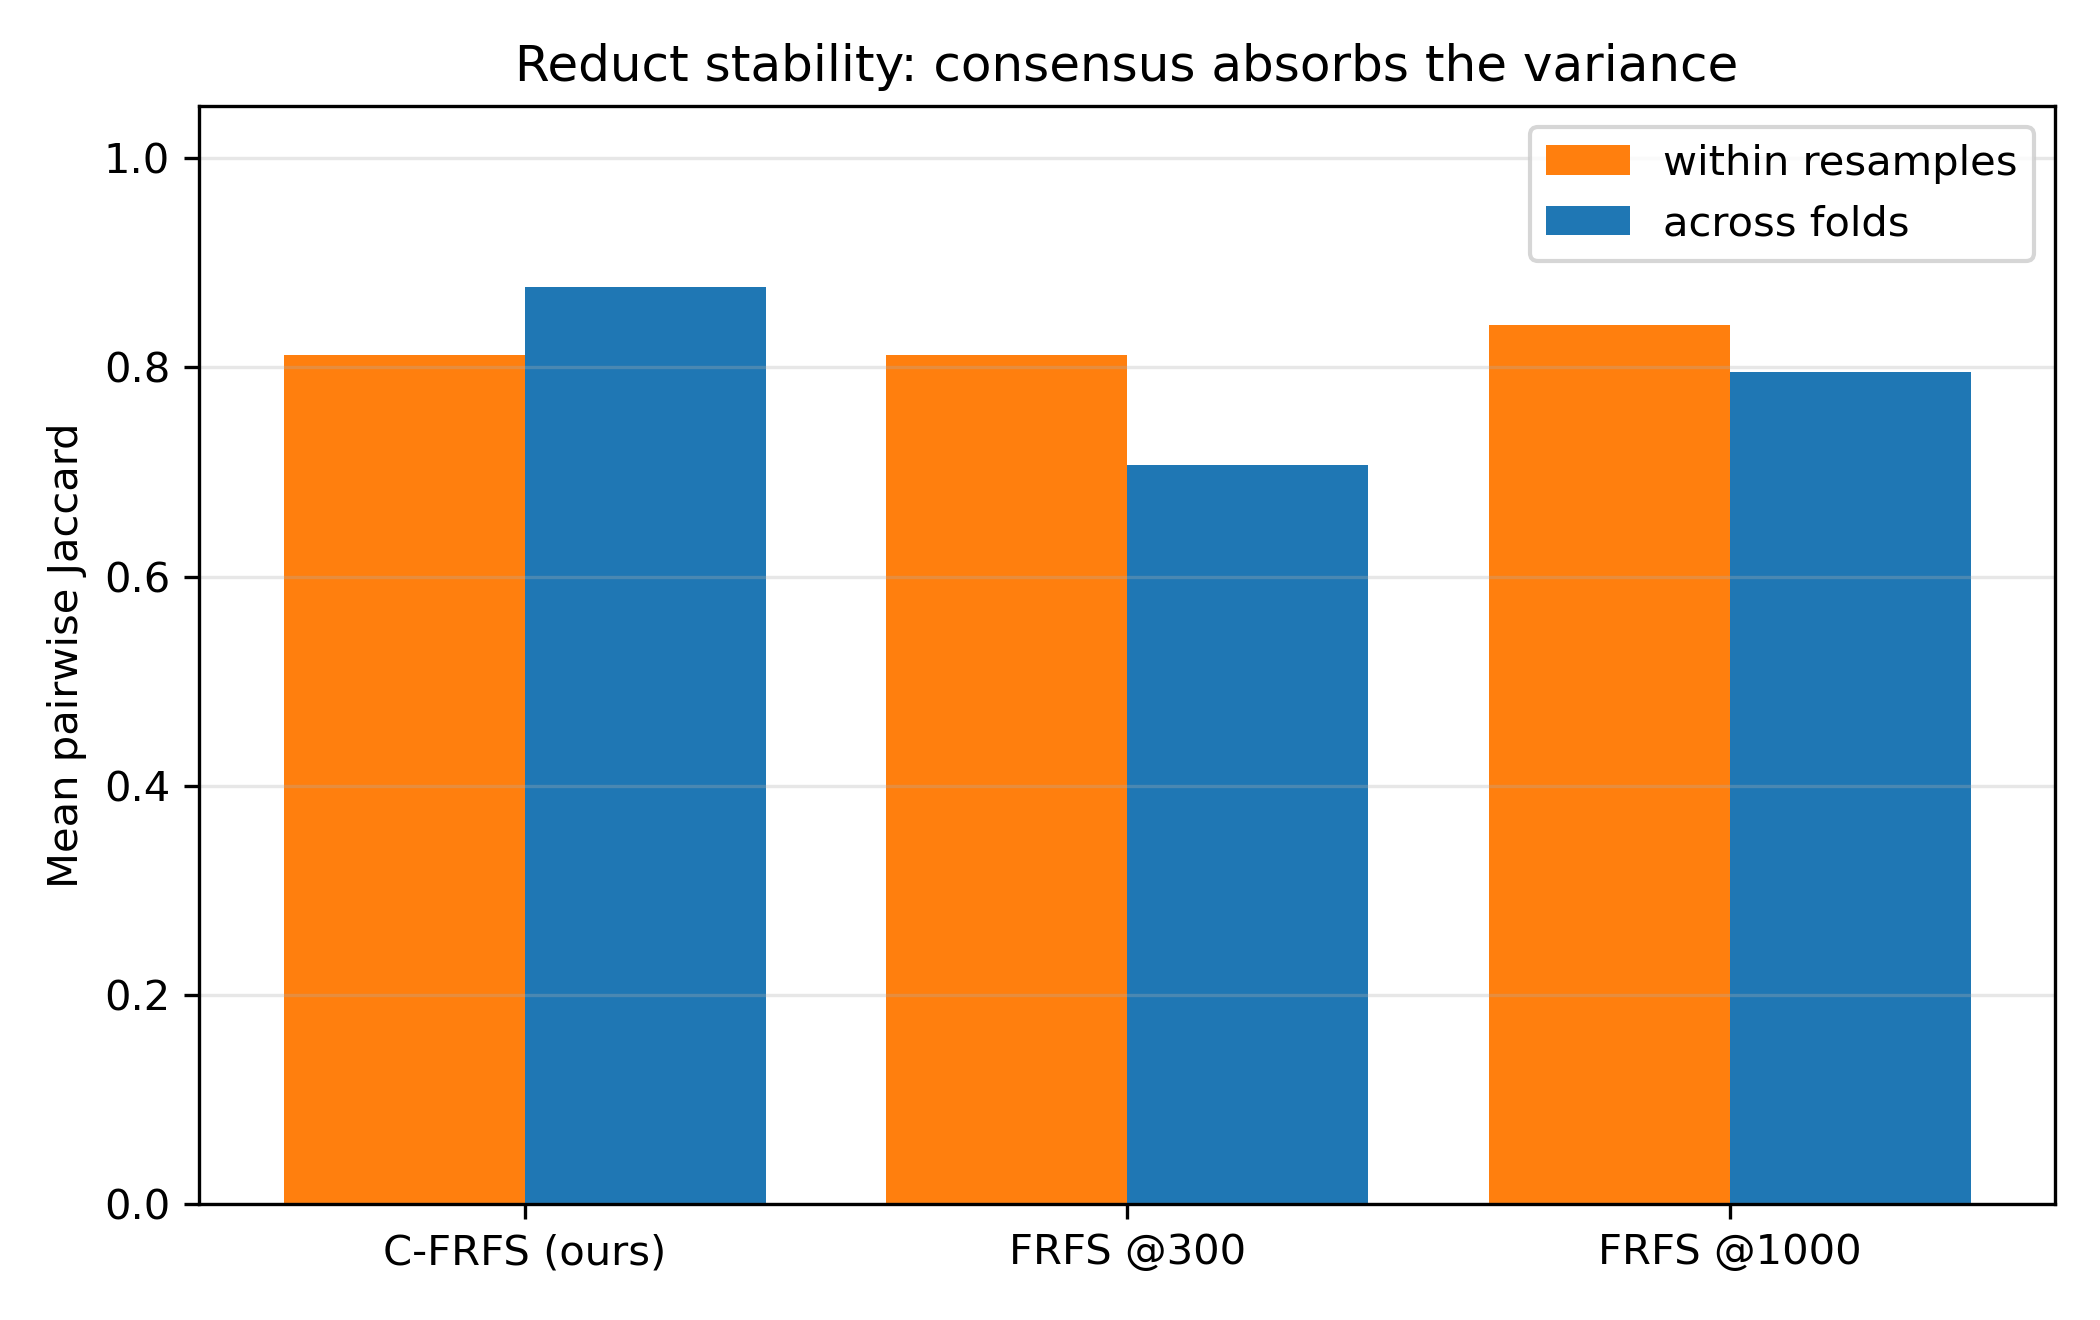 Reduct stability: consensus absorbs the variance
within resamples
across folds
Mean pairwise Jaccard
1.0
0.8
0.6
0.4
0.2
0.0
C-FRFS (ours)
FRFS @300
FRFS @1000